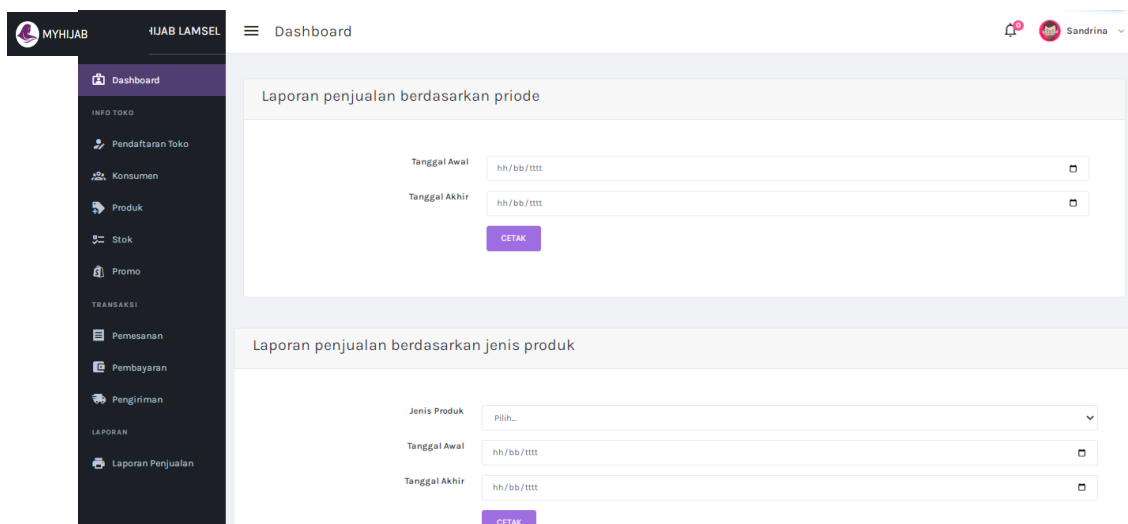 MYHIJAB
HIJAB LAMSEL
Dashboard
0
Sandrina
Dashboard
INFO TOKO
Pendaftaran Toko
Konsumen
Produk
Stok
Promo
TRANSAKSI
Pemesanan
Pembayaran
Pengiriman
LAPORAN
Laporan Penjualan
Laporan penjualan berdasarkan priode
Tanggal Awal
hh/bb/tttt
Tanggal Akhir
hh/bb/tttt
CETAK
Laporan penjualan berdasarkan jenis produk
Jenis Produk
Pilih...
Tanggal Awal
hh/bb/tttt
Tanggal Akhir
hh/bb/tttt
CETAK